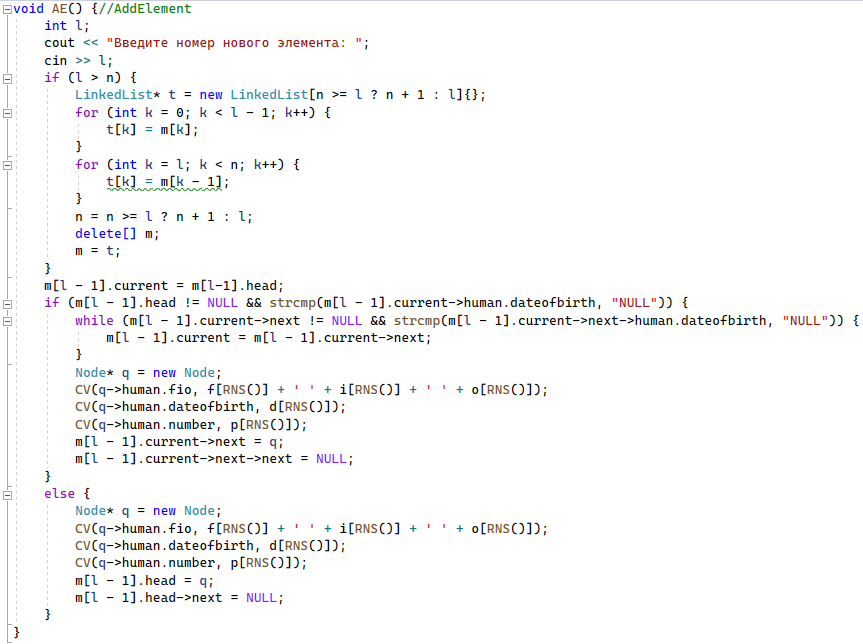 void AE() {//AddElement
    int l;
    cout << "Введите номер нового элемента: ";
    cin >> l;
    if (l > n) {
        LinkedList* t = new LinkedList[n >= l ? n + 1 : l]{};
        for (int k = 0; k < l - 1; k++) {
            t[k] = m[k];
        }
        for (int k = l; k < n; k++) {
            t[k] = m[k - 1];
        }
        n = n >= l ? n + 1 : l;
        delete[] m;
        m = t;
    }
    m[l - 1].current = m[l-1].head;
    if (m[l - 1].head != NULL && strcmp(m[l - 1].current->human.dateofbirth, "NULL")) {
        while (m[l - 1].current->next != NULL && strcmp(m[l - 1].current->next->human.dateofbirth, "NULL")) {
            m[l - 1].current = m[l - 1].current->next;
        }
        Node* q = new Node;
        CV(q->human.fio, f[RNS()] + ' ' + i[RNS()] + ' ' + o[RNS()]);
        CV(q->human.dateofbirth, d[RNS()]);
        CV(q->human.number, p[RNS()]);
        m[l - 1].current->next = q;
        m[l - 1].current->next->next = NULL;
    }
    else {
        Node* q = new Node;
        CV(q->human.fio, f[RNS()] + ' ' + i[RNS()] + ' ' + o[RNS()]);
        CV(q->human.dateofbirth, d[RNS()]);
        CV(q->human.number, p[RNS()]);
        m[l - 1].head = q;
        m[l - 1].head->next = NULL;
    }
}